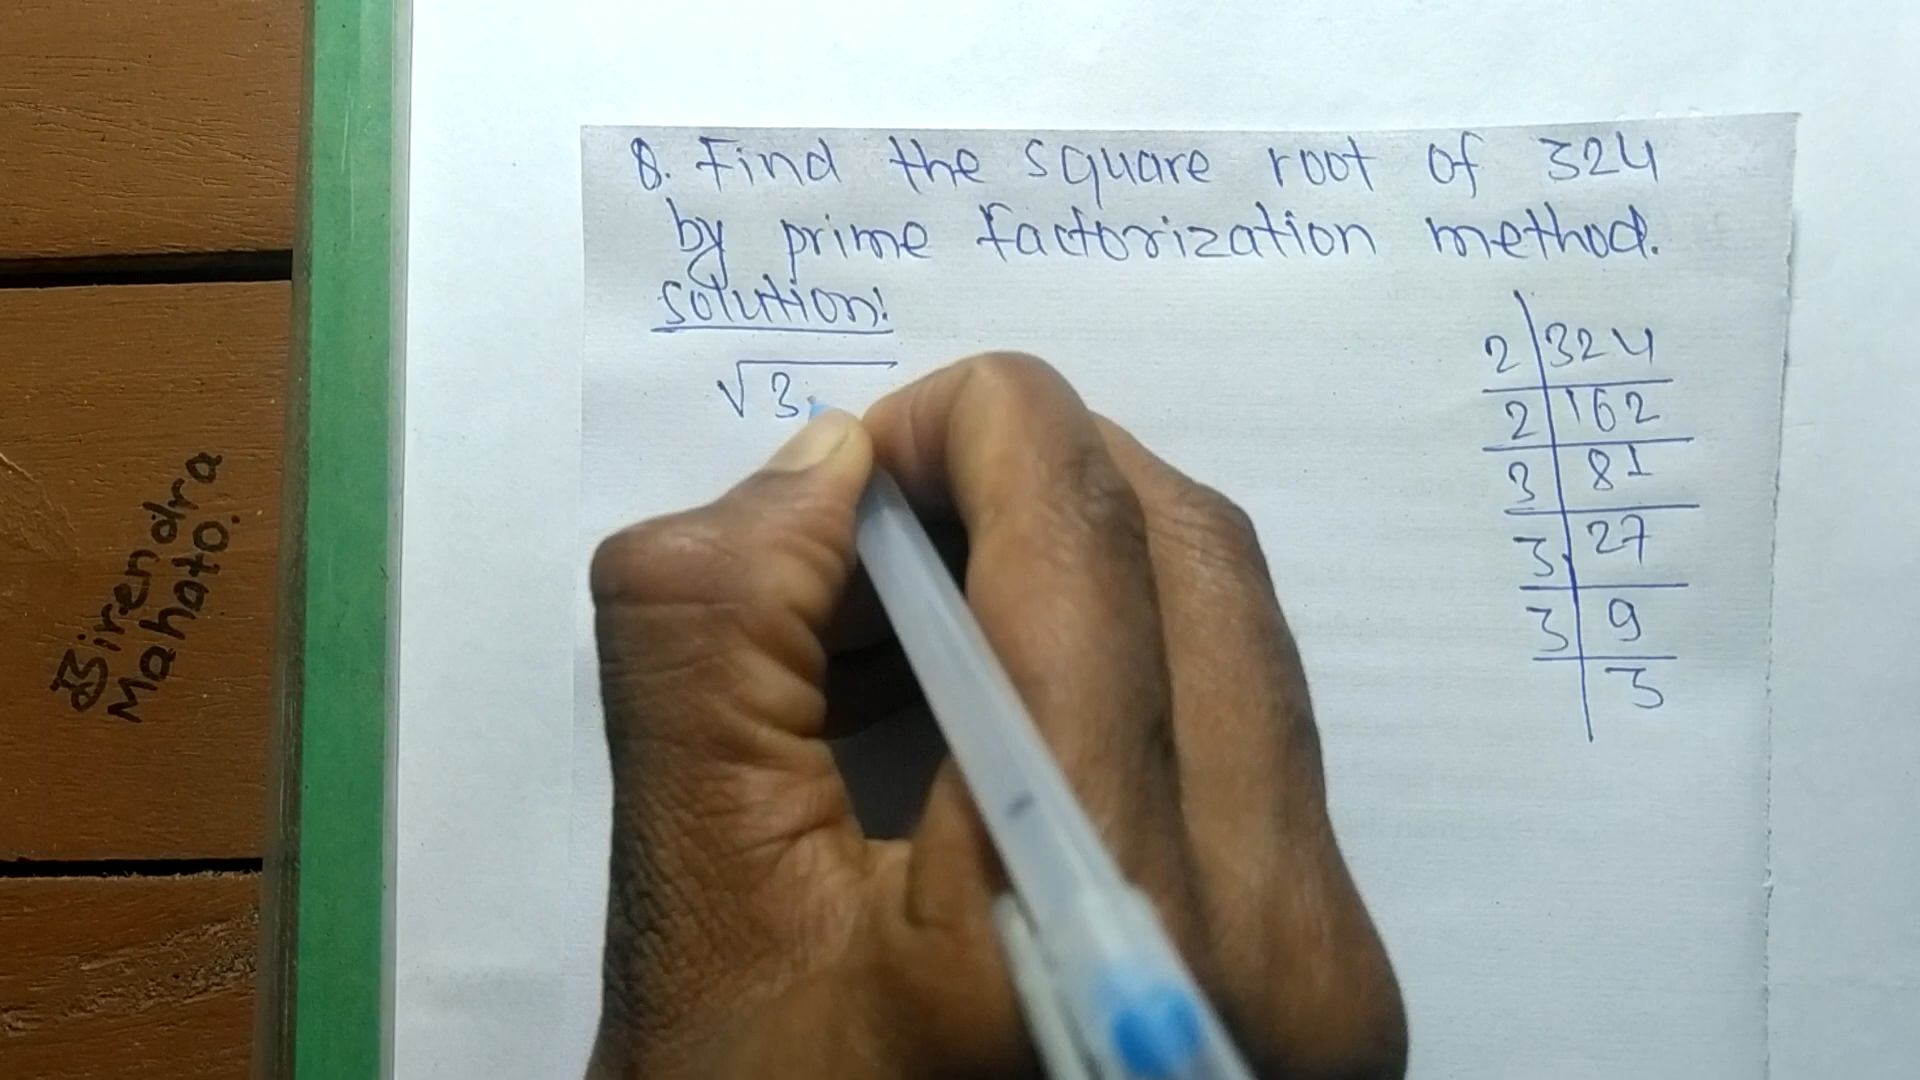 Q. Find the square root of 324
by prime factorization method.
Solution:
√3
2 324
2 162
3 81
3 27
3 9
3
Birendra
Mahato.